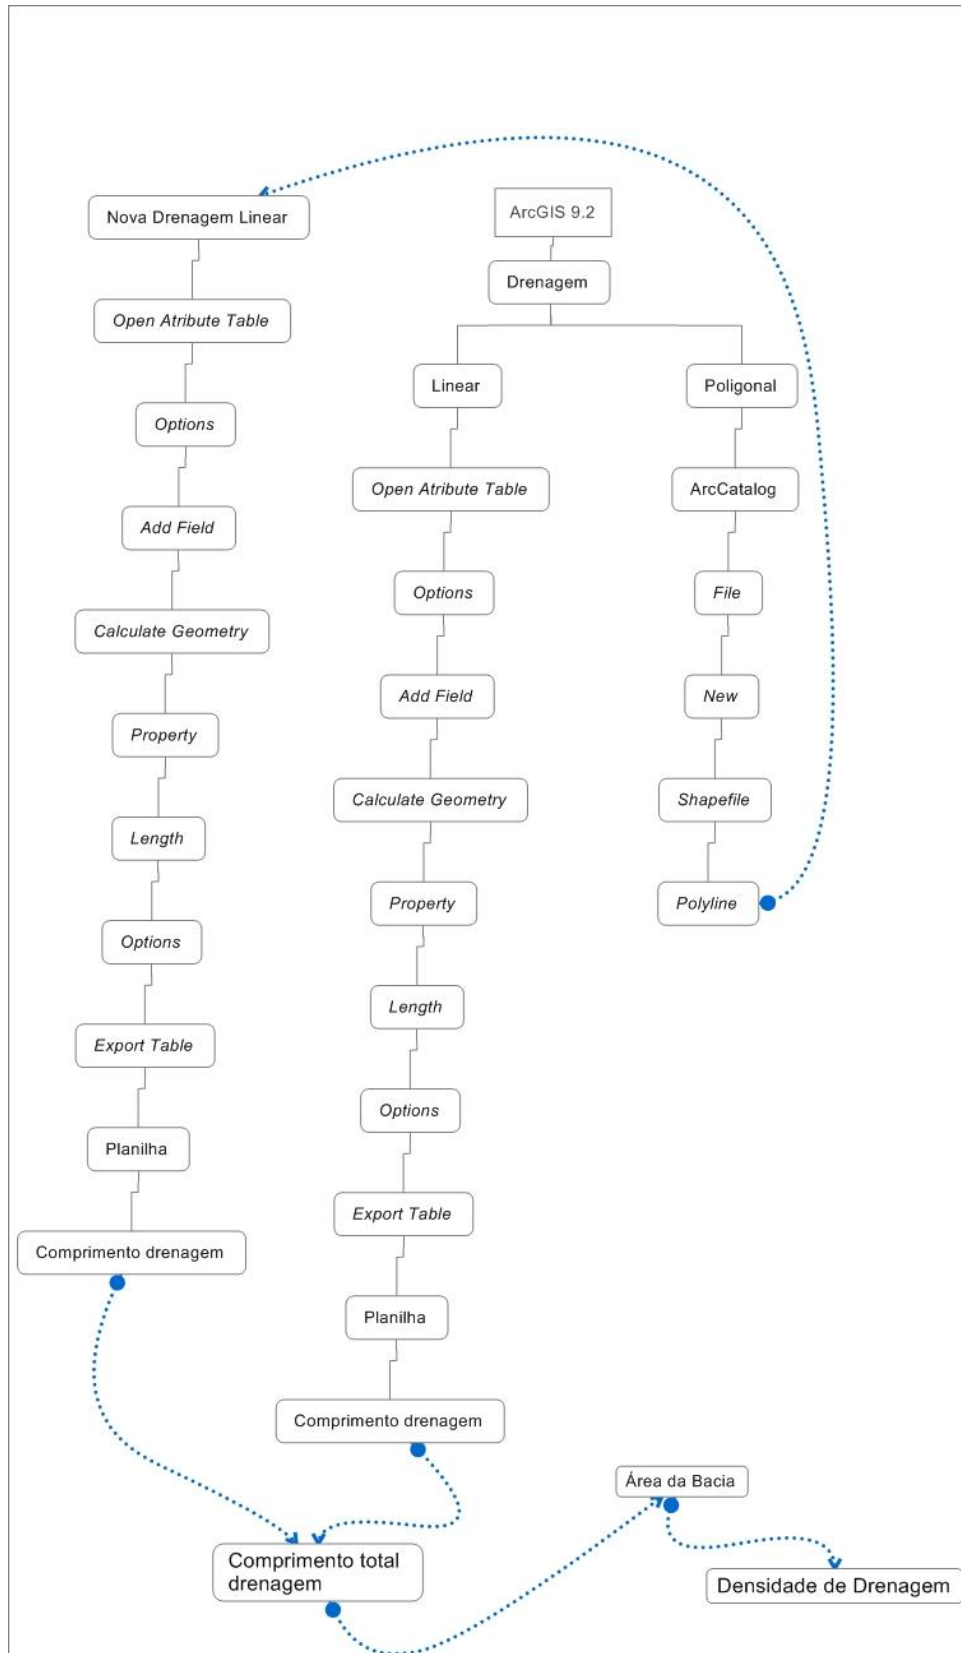 Nova Drenagem Linear
Open Atribute Table
Options
Add Field
Calculate Geometry
Property
Length
Options
Export Table
Planilha
Comprimento drenagem
ArcGIS 9.2
Drenagem
Linear
Open Atribute Table
Options
Add Field
Calculate Geometry
Property
Length
Options
Export Table
Planilha
Comprimento drenagem
Poligonal
ArcCatalog
File
New
Shapefile
Polyline
Comprimento total
drenagem
Área da Bacia
Densidade de Drenagem